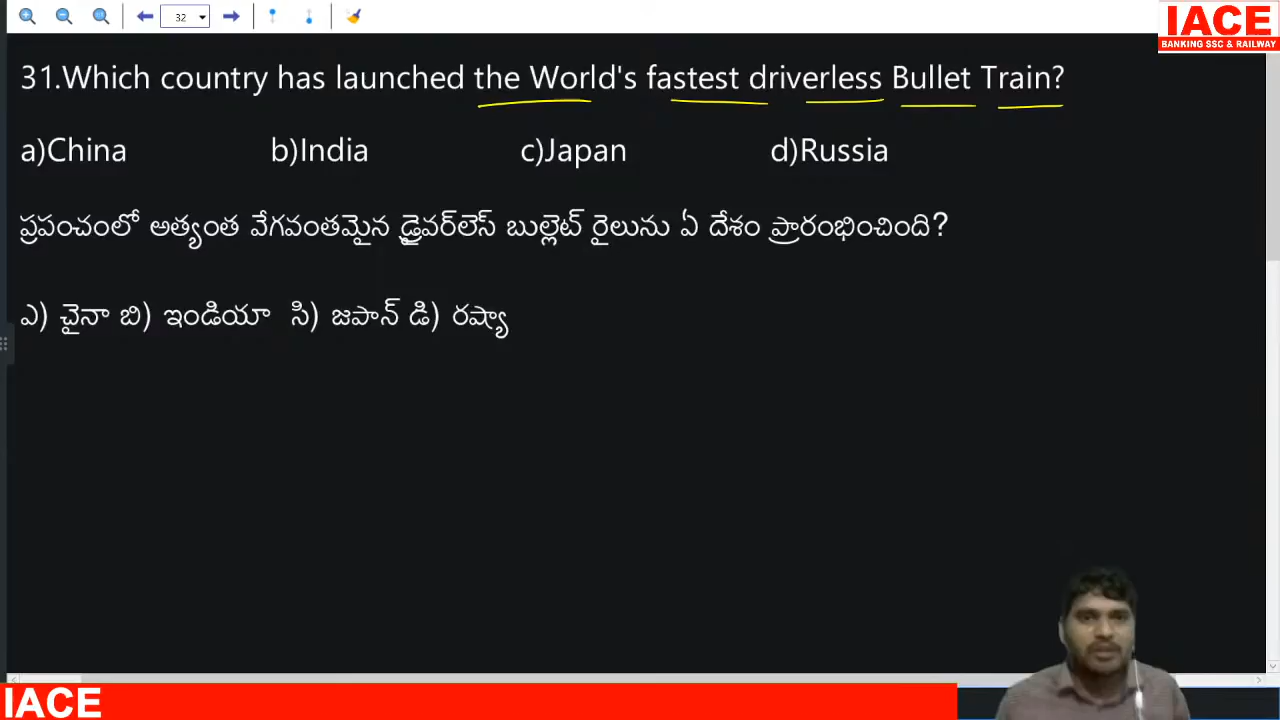 32
IACE
BANKING SSC & RAILWAY
31.Which country has launched the World's fastest driverless Bullet Train?
a)China b)India c)Japan d)Russia
ప్రపంచంలో అత్యంత వేగవంతమైన డ్రైవర్‌లెస్ బుల్లెట్ రైలును ఏ దేశం ప్రారంభించింది?
ఎ) చైనా బి) ఇండియా సి) జపాన్ డి) రష్యా
IACE